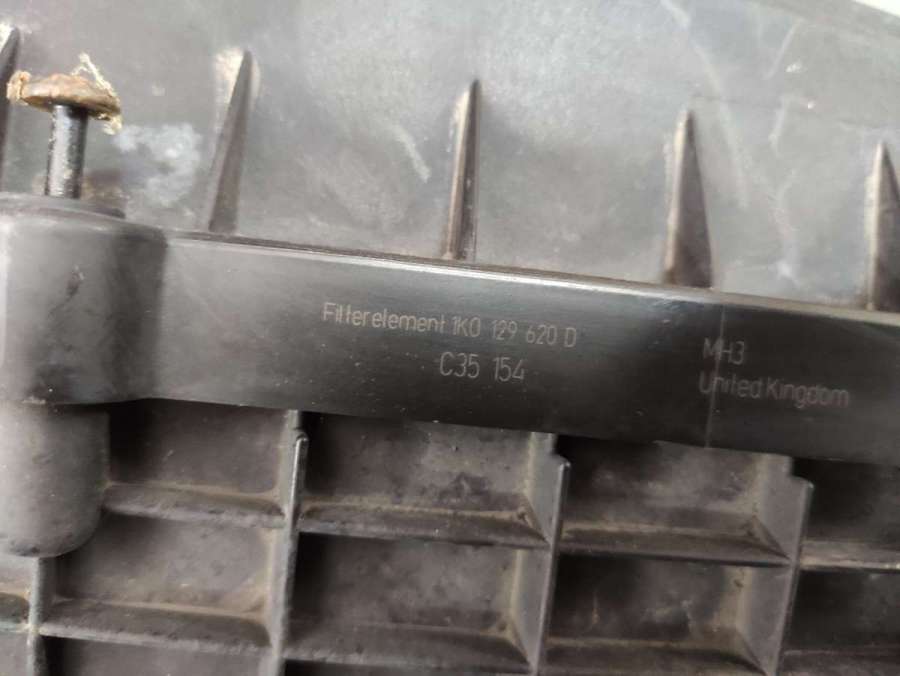 Filterelement 1K0 129 620 D
C35 154
MH3
United Kingdom